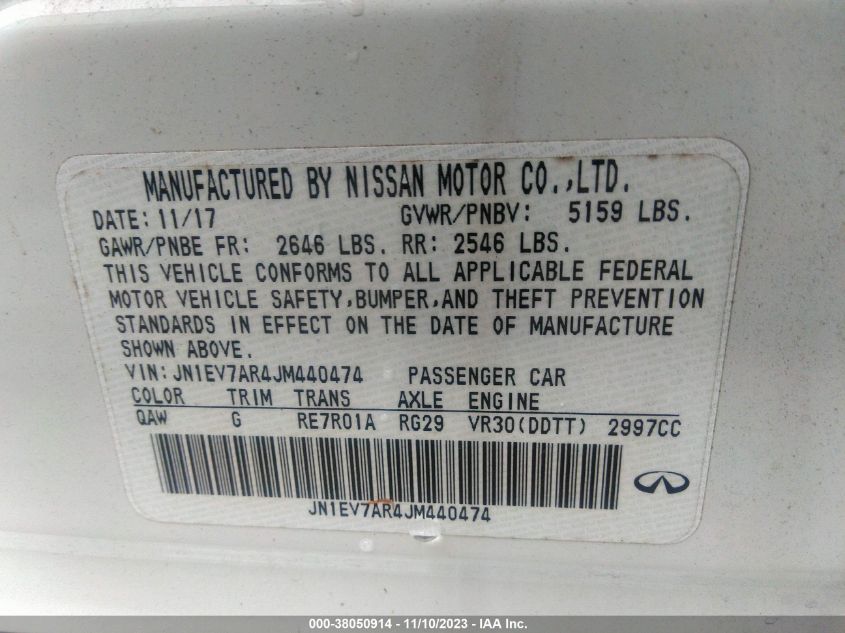 MANUFACTURED BY NISSAN MOTOR CO.,LTD.
DATE:11/17 GVWR/PNBV: 5159 LBS.
GAWR/PNBE FR: 2646 LBS. RR: 2546 LBS.
THIS VEHICLE CONFORMS TO ALL APPLICABLE FEDERAL
MOTOR VEHICLE SAFETY,BUMPER,AND THEFT PREVENTION
STANDARDS IN EFFECT ON THE DATE OF MANUFACTURE
SHOWN ABOVE.
VIN:JN1EV7AR4JM440474 PASSENGER CAR
COLOR TRIM TRANS AXLE ENGINE
QAW G RE7R01A RG29 VR30(DDTT) 2997CC
JN1EV7AR4JM440474
000-38050914 - 11/10/2023 - IAAI Inc.